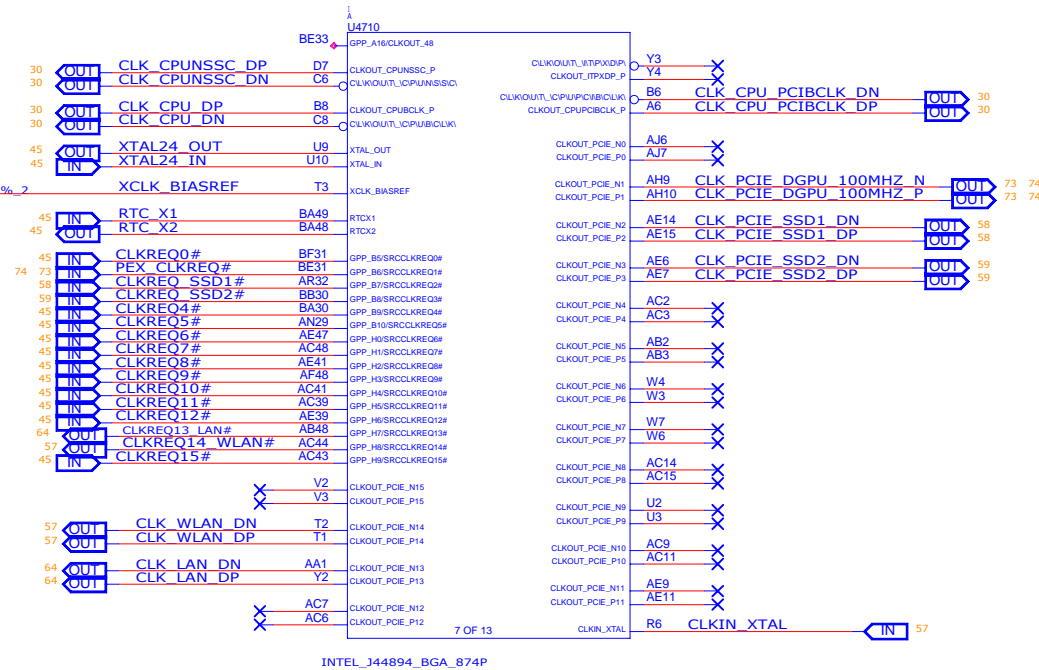 I
A
U4710
BE33 GPP_A16/CLKOUT_48
30 OUT CLK_CPUNSSC_DP D7 CLKOUT_CPUNSSC_P
30 OUT CLK_CPUNSSC_DN C6 C\L\K\O\U\T\_\C\P\U\N\S\S\C\
30 OUT CLK_CPU_DP B8 CLKOUT_CPUBCLK_P
30 OUT CLK_CPU_DN C8 C\L\K\O\U\T\_\C\P\U\B\C\L\K\
45 OUT XTAL24_OUT U9 XTAL_OUT
45 IN XTAL24_IN U10 XTAL_IN
%_2 XCLK_BIASREF T3 XCLK_BIASREF
45 IN RTC_X1 BA49 RTCX1
45 OUT RTC_X2 BA48 RTCX2
45 IN CLKREQ0# BF31 GPP_B5/SRCCLKREQ0#
74 73 IN PEX_CLKREQ# BE31 GPP_B6/SRCCLKREQ1#
58 IN CLKREQ_SSD1# AR32 GPP_B7/SRCCLKREQ2#
59 IN CLKREQ_SSD2# BB30 GPP_B8/SRCCLKREQ3#
45 IN CLKREQ4# BA30 GPP_B9/SRCCLKREQ4#
45 IN CLKREQ5# AN29 GPP_B10/SRCCLKREQ5#
45 IN CLKREQ6# AE47 GPP_H0/SRCCLKREQ6#
45 IN CLKREQ7# AC48 GPP_H1/SRCCLKREQ7#
45 IN CLKREQ8# AE41 GPP_H2/SRCCLKREQ8#
45 IN CLKREQ9# AF48 GPP_H3/SRCCLKREQ9#
45 IN CLKREQ10# AC41 GPP_H4/SRCCLKREQ10#
45 IN CLKREQ11# AC39 GPP_H5/SRCCLKREQ11#
45 IN CLKREQ12# AE39 GPP_H6/SRCCLKREQ12#
64 OUT CLKREQ13_LAN# AB48 GPP_H7/SRCCLKREQ13#
57 OUT CLKREQ14_WLAN# AC44 GPP_H8/SRCCLKREQ14#
45 IN CLKREQ15# AC43 GPP_H9/SRCCLKREQ15#
V2 CLKOUT_PCIE_N15
V3 CLKOUT_PCIE_P15
57 OUT CLK_WLAN_DN T2 CLKOUT_PCIE_N14
57 OUT CLK_WLAN_DP T1 CLKOUT_PCIE_P14
64 OUT CLK_LAN_DN AA1 CLKOUT_PCIE_N13
64 OUT CLK_LAN_DP Y2 CLKOUT_PCIE_P13
AC7 CLKOUT_PCIE_N12
AC6 CLKOUT_PCIE_P12
C\L\K\O\U\T\_\I\T\P\X\D\P\ Y3
CLKOUT_ITPXDP_P Y4
C\L\K\O\U\T\_\C\P\U\P\C\I\B\C\L\K\ B6 CLK_CPU_PCIBCLK_DN OUT 30
CLKOUT_CPUPCIBCLK_P A6 CLK_CPU_PCIBCLK_DP OUT 30
CLKOUT_PCIE_N0 AJ6
CLKOUT_PCIE_P0 AJ7
CLKOUT_PCIE_N1 AH9 CLK_PCIE_DGPU_100MHZ_N OUT 73 74
CLKOUT_PCIE_P1 AH10 CLK_PCIE_DGPU_100MHZ_P OUT 73 74
CLKOUT_PCIE_N2 AE14 CLK_PCIE_SSD1_DN OUT 58
CLKOUT_PCIE_P2 AE15 CLK_PCIE_SSD1_DP OUT 58
CLKOUT_PCIE_N3 AE6 CLK_PCIE_SSD2_DN OUT 59
CLKOUT_PCIE_P3 AE7 CLK_PCIE_SSD2_DP OUT 59
CLKOUT_PCIE_N4 AC2
CLKOUT_PCIE_P4 AC3
CLKOUT_PCIE_N5 AB2
CLKOUT_PCIE_P5 AB3
CLKOUT_PCIE_N6 W4
CLKOUT_PCIE_P6 W3
CLKOUT_PCIE_N7 W7
CLKOUT_PCIE_P7 W6
CLKOUT_PCIE_N8 AC14
CLKOUT_PCIE_P8 AC15
CLKOUT_PCIE_N9 U2
CLKOUT_PCIE_P9 U3
CLKOUT_PCIE_N10 AC9
CLKOUT_PCIE_P10 AC11
CLKOUT_PCIE_N11 AE9
CLKOUT_PCIE_P11 AE11
7 OF 13 CLKIN_XTAL R6 CLKIN_XTAL IN 57
INTEL_J44894_BGA_874P